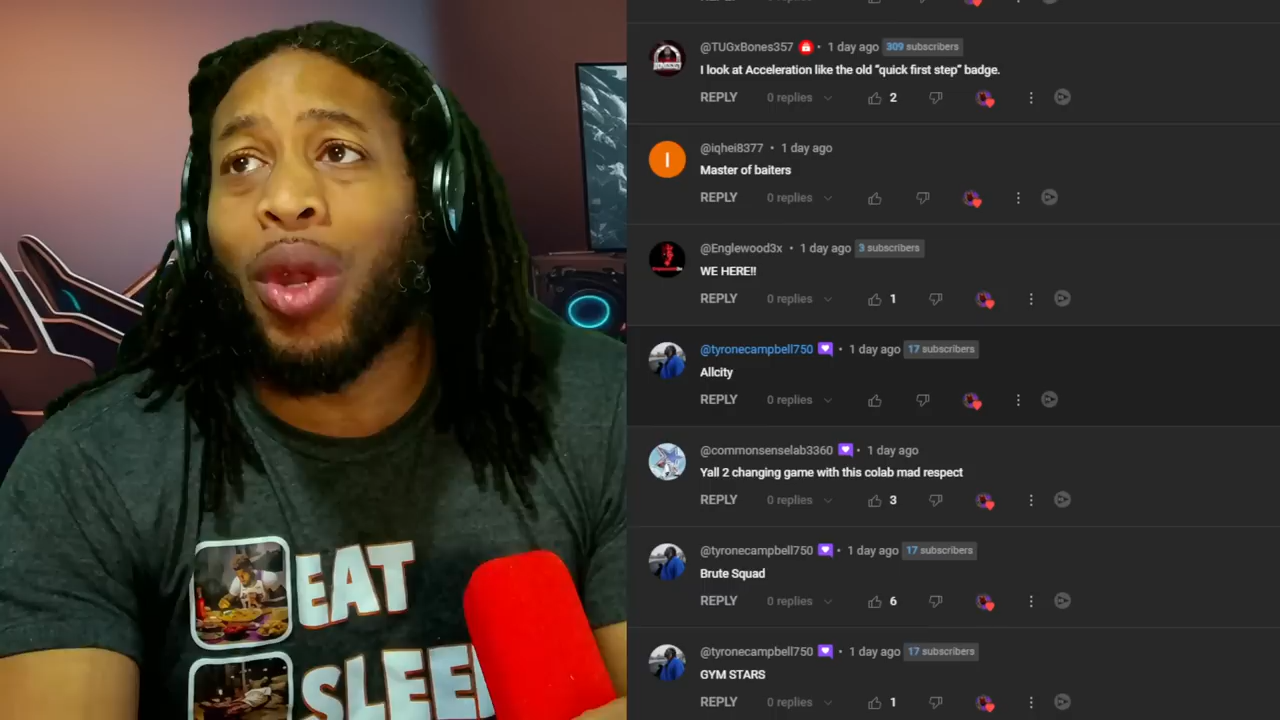 REPLY 0 replies
@TUGxBones357 • 1 day ago 309 subscribers
I look at Acceleration like the old “quick first step” badge.
REPLY 0 replies 2
I
@iqhei8377 • 1 day ago
Master of baiters
REPLY 0 replies
@Englewood3x • 1 day ago 3 subscribers
WE HERE!!
REPLY 0 replies 1
@tyronecampbell750 • 1 day ago 17 subscribers
Allcity
REPLY 0 replies
@commonsenselab3360 • 1 day ago
Yall 2 changing game with this colab mad respect
REPLY 0 replies 3
@tyronecampbell750 • 1 day ago 17 subscribers
Brute Squad
REPLY 0 replies 6
@tyronecampbell750 • 1 day ago 17 subscribers
GYM STARS
REPLY 0 replies 1
EAT
SLEE